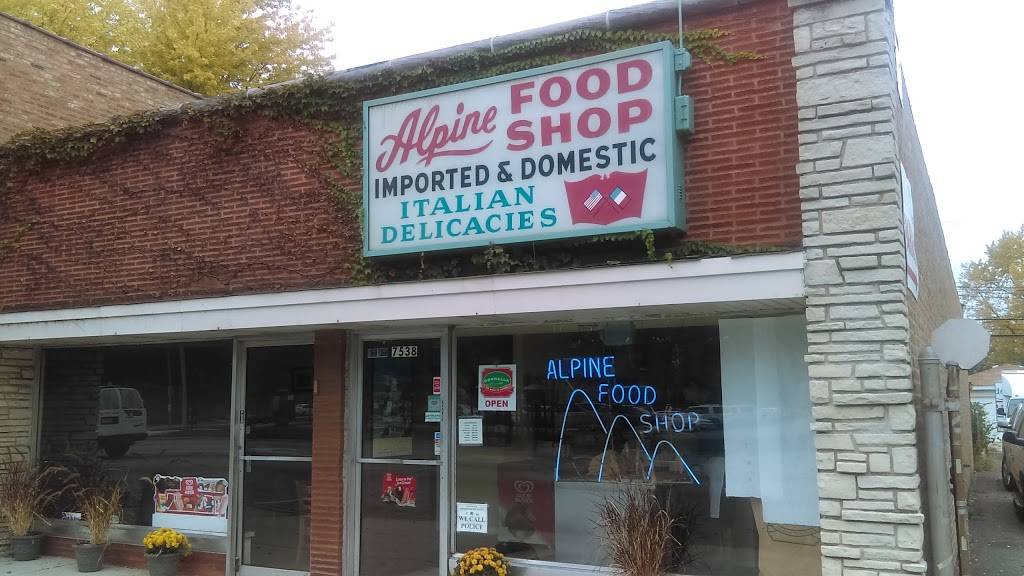 Alpine FOOD
SHOP
IMPORTED & DOMESTIC
ITALIAN
DELICACIES
7538
OPEN
ALPINE
FOOD
SHOP
WE CALL
POLICE